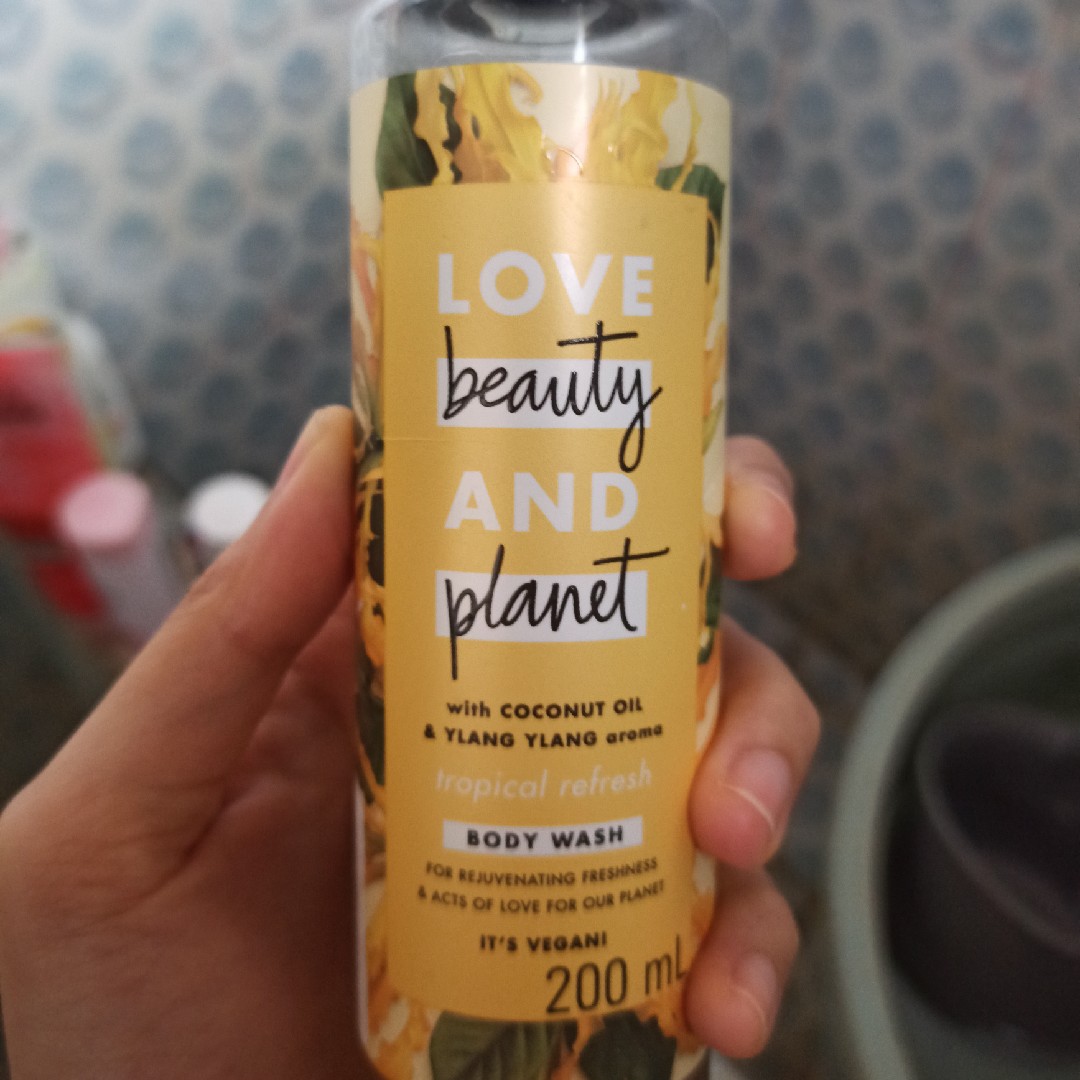 LOVE
beauty
AND
planet
with COCONUT OIL
& YLANG YLANG aroma
tropical refresh
BODY WASH
FOR REJUVENATING FRESHNESS
& ACTS OF LOVE FOR OUR PLANET
IT'S VEGAN!
200 mL